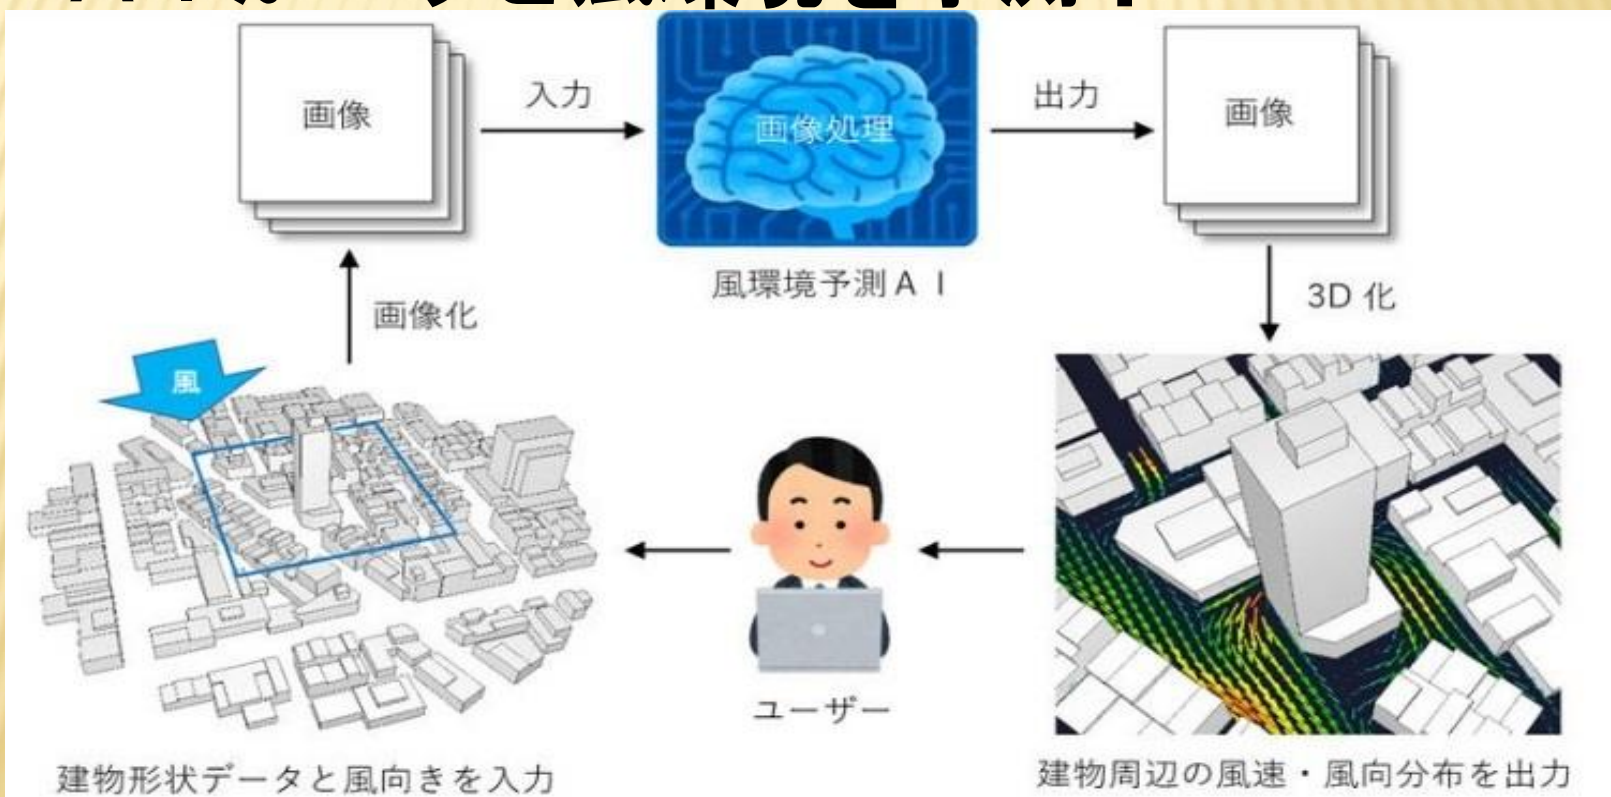 画像
入力
画像処理
出力
画像
風環境予測ＡＩ
画像化
3D 化
風
ユーザー
建物形状データと風向きを入力
建物周辺の風速・風向分布を出力